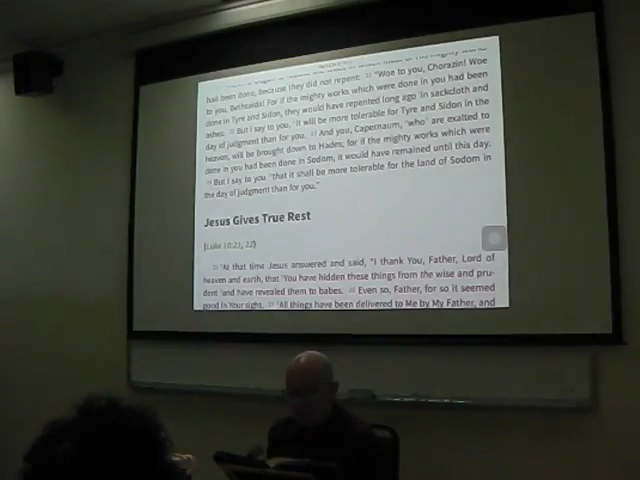 had been done, because they did not repent: 21 "Woe to you, Chorazin! Woe
to you, Bethsaida! For if the mighty works which were done in you had been
done in Tyre and Sidon, they would have repented long ago in sackcloth and
ashes. 22 But I say to you, it will be more tolerable for Tyre and Sidon in the
day of judgment than for you. 23 And you, Capernaum, who are exalted to
heaven, will be brought down to Hades; for if the mighty works which were
done in you had been done in Sodom, it would have remained until this day.
24 But I say to you that it shall be more tolerable for the land of Sodom in
the day of judgment than for you."
Jesus Gives True Rest
(Luke 10:21, 22)
25 At that time Jesus answered and said, "I thank You, Father, Lord of
heaven and earth, that You have hidden these things from the wise and pru-
dent and have revealed them to babes. 26 Even so, Father, for so it seemed
good in Your sight. 27 All things have been delivered to Me by My Father, and